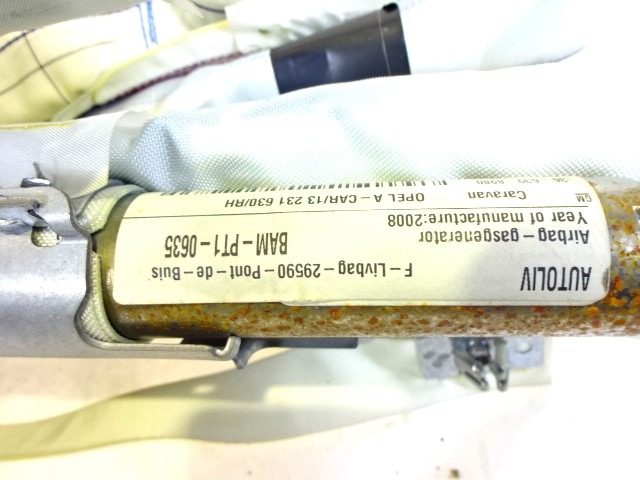 AUTOLIV
Airbag – gasgenerator
Year of manufacture:2008
F – Livbag – 29590 – Pont – de – Buis
BAM – PT1 – 0635
GM Caravan OPEL A – CAR/13 231 630/RH